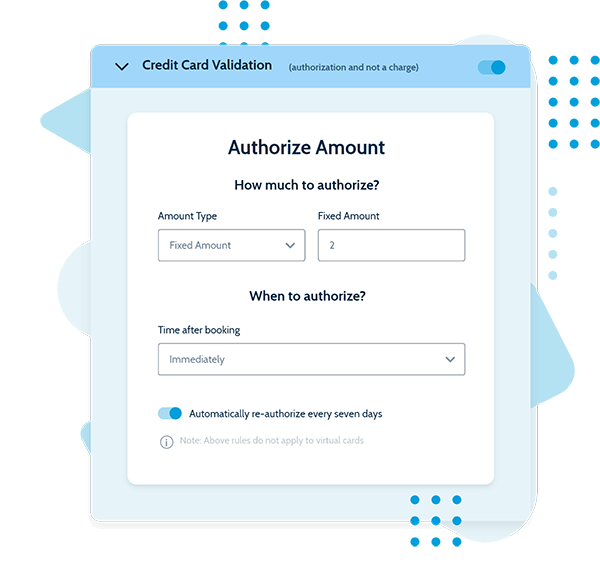 Credit Card Validation (authorization and not a charge)
Authorize Amount
How much to authorize?
Amount Type Fixed Amount
Fixed Amount 2
When to authorize?
Time after booking
Immediately
Automatically re-authorize every seven days
Note: Above rules do not apply to virtual cards